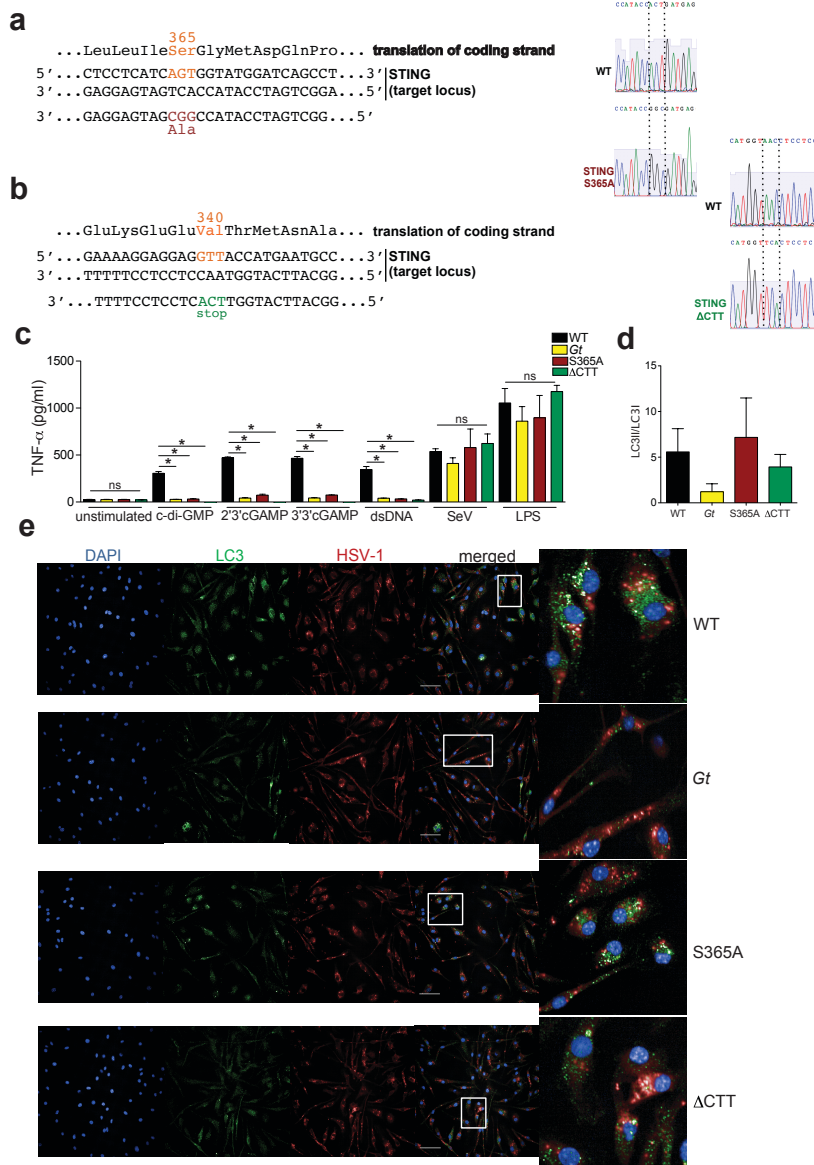 a
365
...LeuLeuIleSerGlyMetAspGlnPro... translation of coding strand
5’...CTCCTCATCAGTGGTATGGATCAGCCT...3’ STING
3’...GAGGAGTAGTCACCATACCTAGTCGGA...5’ (target locus)
3’...GAGGAGTAGCGGCCATACCTAGTCGG...5’
Ala
CCATACCACTGATGAG
WT
CCATACCGGCGATGAG
STING
S365A
CATGGTAACCTCCTCC
WT
CATGGTTCACTCCTCC
STING
ΔCTT
b
340
...GluLysGluGluValThrMetAsnAla... translation of coding strand
5’...GAAAAGGAGGAGGTTACCATGAATGCC...3’ STING
3’...TTTTTCCTCCTCCAATGGTACTTACGG...5’ (target locus)
3’...TTTTCCTCCTCACTTGGTACTTACGG...5’
stop
c
TNF-α (pg/ml)
1500
1000
500
0
WT
Gt
S365A
ΔCTT
ns
* * *
* * *
* * *
* * *
ns
ns
unstimulated c-di-GMP 2'3'cGAMP 3'3'cGAMP dsDNA SeV LPS
d
LC3II/LC3I
15
10
5
0
WT Gt S365A ΔCTT
e
DAPI LC3 HSV-1 merged
WT
Gt
S365A
ΔCTT